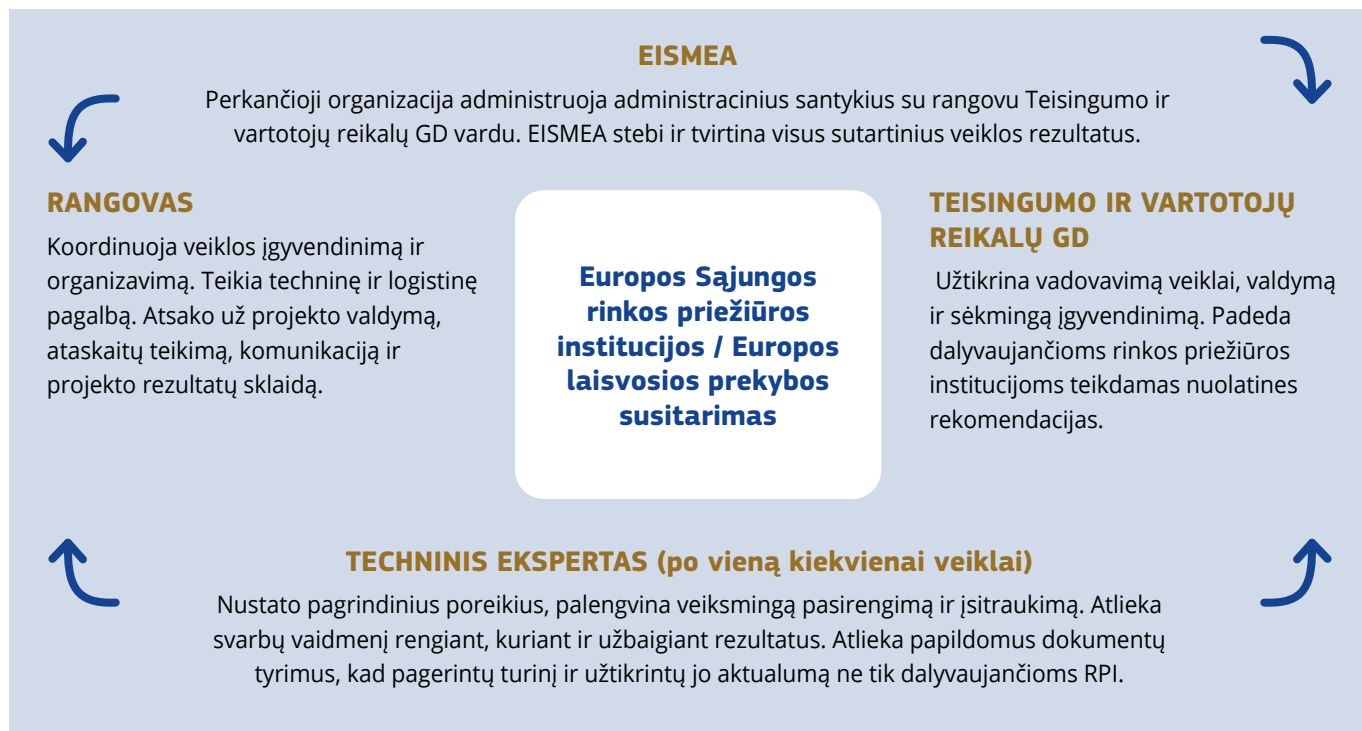 EISMEA
Perkančioji organizacija administruoja administracinius santykius su rangovu Teisingumo ir
vartotojų reikalų GD vardu. EISMEA stebi ir tvirtina visus sutartinius veiklos rezultatus.
RANGOVAS
Koordinuoja veiklos įgyvendinimą ir
organizavimą. Teikia techninę ir logistinę
pagalbą. Atsako už projekto valdymą,
ataskaitų teikimą, komunikaciją ir
projekto rezultatų sklaidą.
Europos Sąjungos
rinkos priežiūros
institucijos / Europos
laisvosios prekybos
susitarimas
TEISINGUMO IR VARTOTOJŲ
REIKALŲ GD
Užtikrina vadovavimą veiklai, valdymą
ir sėkmingą įgyvendinimą. Padeda
dalyvaujančioms rinkos priežiūros
institucijoms teikdamas nuolatines
rekomendacijas.
TECHNINIS EKSPERTAS (po vieną kiekvienai veiklai)
Nustato pagrindinius poreikius, palengvina veiksmingą pasirengimą ir įsitraukimą. Atlieka
svarbų vaidmenį rengiant, kuriant ir užbaigiant rezultatus. Atlieka papildomus dokumentų
tyrimus, kad pagerintų turinį ir užtikrintų jo aktualumą ne tik dalyvaujančioms RPI.